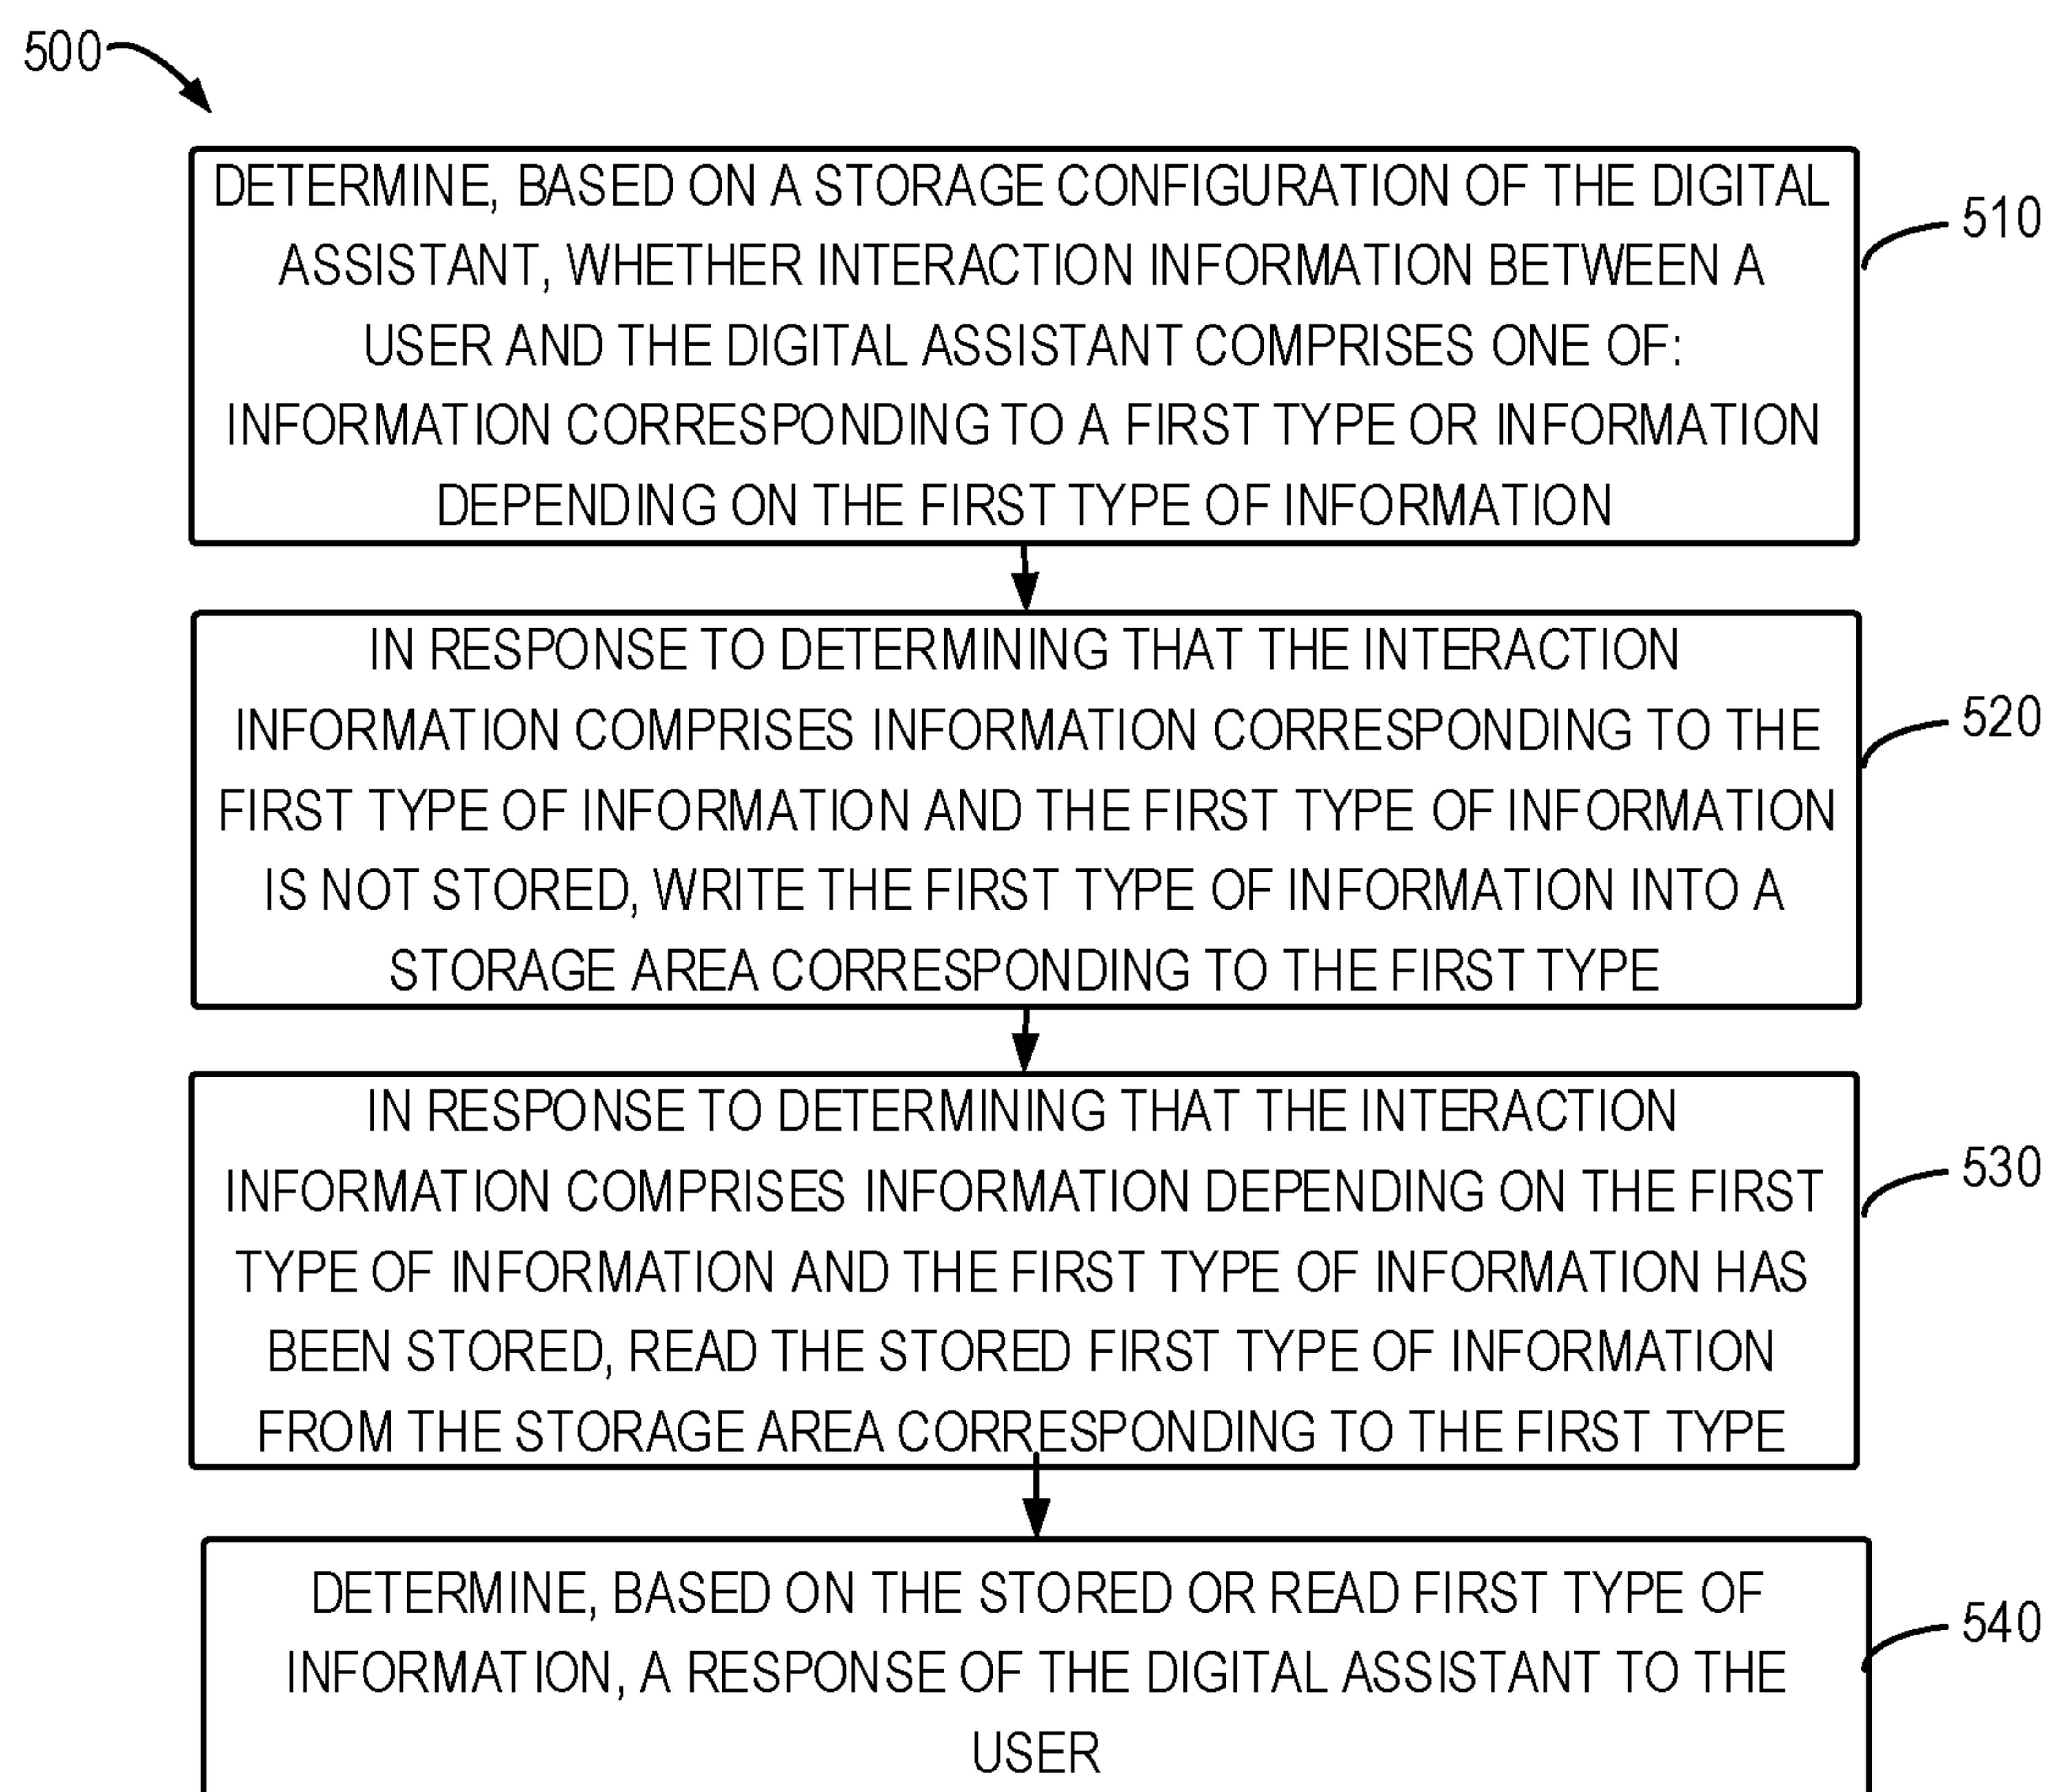 500
DETERMINE, BASED ON A STORAGE CONFIGURATION OF THE DIGITAL
ASSISTANT, WHETHER INTERACTION INFORMATION BETWEEN A
USER AND THE DIGITAL ASSISTANT COMPRISES ONE OF:
INFORMATION CORRESPONDING TO A FIRST TYPE OR INFORMATION
DEPENDING ON THE FIRST TYPE OF INFORMATION
510
IN RESPONSE TO DETERMINING THAT THE INTERACTION
INFORMATION COMPRISES INFORMATION CORRESPONDING TO THE
FIRST TYPE OF INFORMATION AND THE FIRST TYPE OF INFORMATION
IS NOT STORED, WRITE THE FIRST TYPE OF INFORMATION INTO A
STORAGE AREA CORRESPONDING TO THE FIRST TYPE
520
IN RESPONSE TO DETERMINING THAT THE INTERACTION
INFORMATION COMPRISES INFORMATION DEPENDING ON THE FIRST
TYPE OF INFORMATION AND THE FIRST TYPE OF INFORMATION HAS
BEEN STORED, READ THE STORED FIRST TYPE OF INFORMATION
FROM THE STORAGE AREA CORRESPONDING TO THE FIRST TYPE
530
DETERMINE, BASED ON THE STORED OR READ FIRST TYPE OF
INFORMATION, A RESPONSE OF THE DIGITAL ASSISTANT TO THE
USER
540